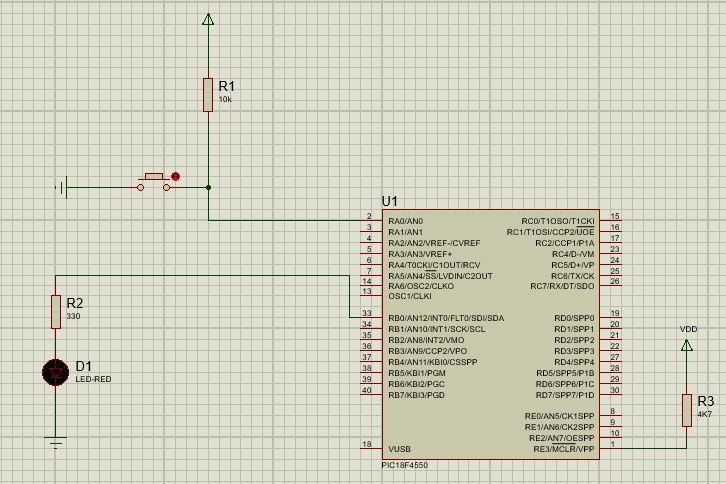 R1
10k
U1
2 RA0/AN0 RC0/T1OSO/T1CKI 15
3 RA1/AN1 RC1/T1OSI/CCP2/UOE 16
4 RA2/AN2/VREF-/CVREF RC2/CCP1/P1A 17
5 RA3/AN3/VREF+ RC4/D-/VM 23
6 RA4/T0CKI/C1OUT/RCV RC5/D+/VP 24
7 RA5/AN4/SS/LVDIN/C2OUT RC6/TX/CK 25
14 RA6/OSC2/CLKO RC7/RX/DT/SDO 26
13 OSC1/CLKI
R2
330
33 RB0/AN12/INT0/FLT0/SDI/SDA RD0/SPP0 19
34 RB1/AN10/INT1/SCK/SCL RD1/SPP1 20
35 RB2/AN8/INT2/VMO RD2/SPP2 21
36 RB3/AN9/CCP2/VPO RD3/SPP3 22
37 RB4/AN11/KBI0/CSSPP RD4/SPP4 27
38 RB5/KBI1/PGM RD5/SPP5/P1B 28
39 RB6/KBI2/PGC RD6/SPP6/P1C 29
40 RB7/KBI3/PGD RD7/SPP7/P1D 30
VDD
D1
LED-RED
R3
4K7
RE0/AN5/CK1SPP 8
RE1/AN6/CK2SPP 9
RE2/AN7/OESPP 10
18 VUSB RE3/MCLR/VPP 1
PIC18F4550